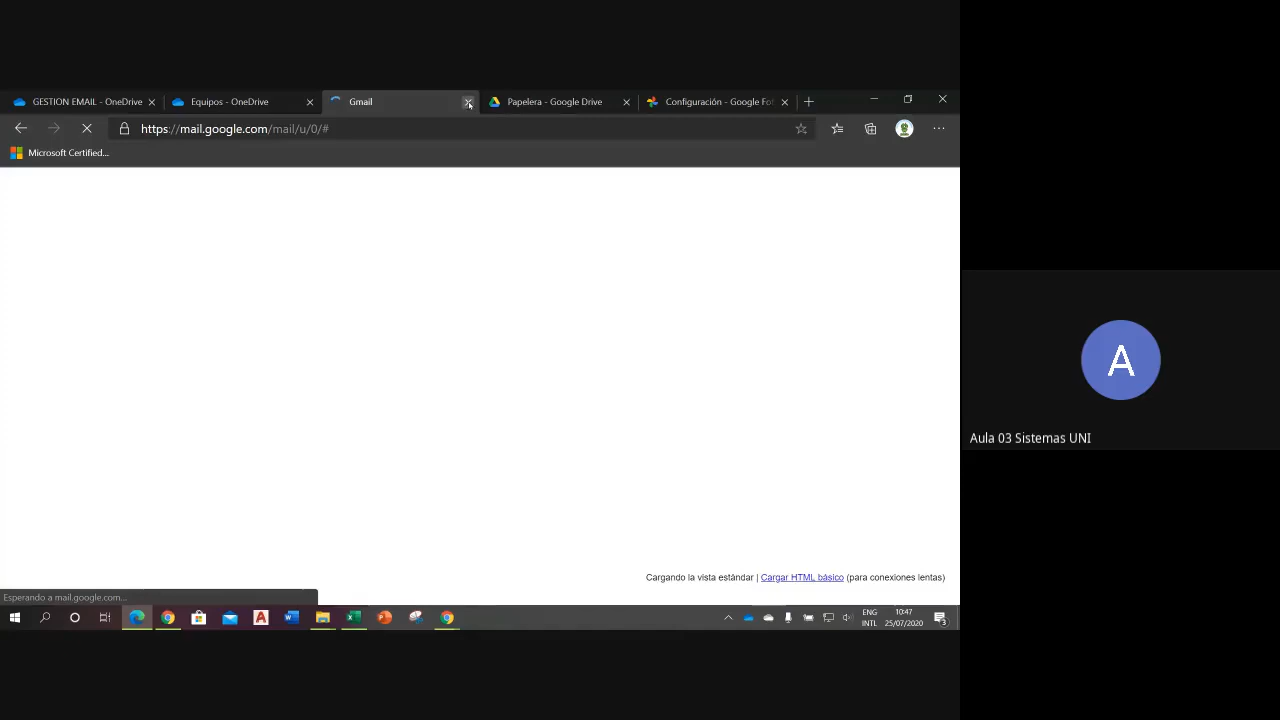 GESTION EMAIL - OneDrive
Equipos - OneDrive
Gmail
Papelera - Google Drive
Configuración - Google Fot
https://mail.google.com/mail/u/0/#
Microsoft Certified...
A
Aula 03 Sistemas UNI
Cargando la vista estándar | Cargar HTML básico (para conexiones lentas)
Esperando a mail.google.com...
ENG
INTL
10:47
25/07/2020
3